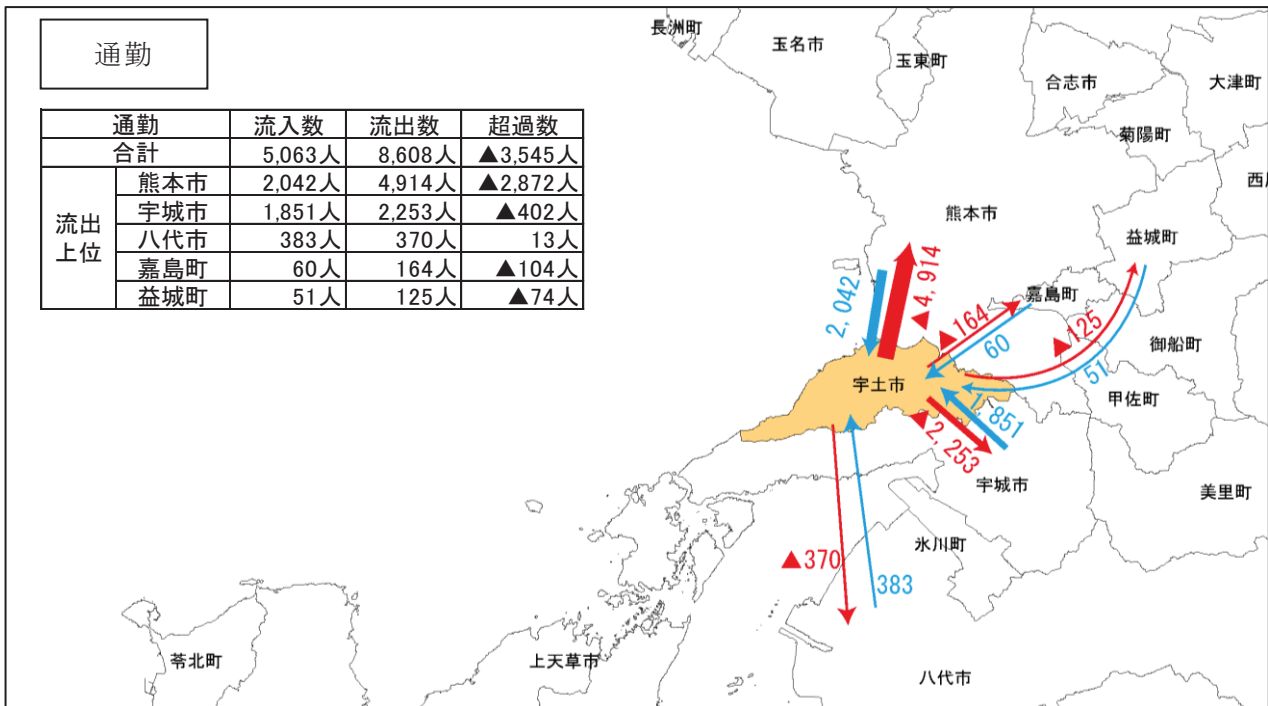 通勤
通勤 流入数 流出数 超過数
合計 5,063人 8,608人 ▲3,545人
流出上位
熊本市 2,042人 4,914人 ▲2,872人
宇城市 1,851人 2,253人 ▲402人
八代市 383人 370人 13人
嘉島町 60人 164人 ▲104人
益城町 51人 125人 ▲74人
長洲町
玉名市
玉東町
合志市
大津町
菊陽町
熊本市
益城町
嘉島町
御船町
甲佐町
宇土市
宇城市
美里町
氷川町
八代市
上天草市
苓北町
2,042
▲4,914
▲164
60
▲125
51
1,851
▲2,253
▲370
383